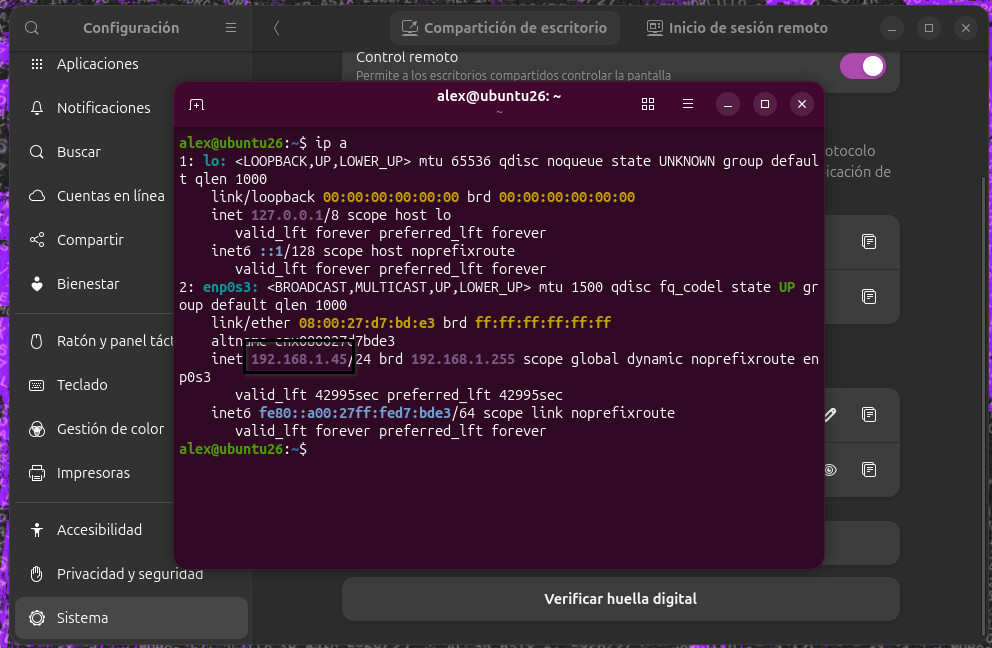 Configuración
Compartición de escritorio
Inicio de sesión remoto
Aplicaciones
Notificaciones
Buscar
Cuentas en línea
Compartir
Bienestar
Ratón y panel táct
Teclado
Gestión de color
Impresoras
Accesibilidad
Privacidad y seguridad
Sistema
Control remoto
Permite a los escritorios compartidos controlar la pantalla
otocolo
icación de
alex@ubuntu26: ~
~
alex@ubuntu26:~$ ip a
1: lo: <LOOPBACK,UP,LOWER_UP> mtu 65536 qdisc noqueue state UNKNOWN group defaul
t qlen 1000
link/loopback 00:00:00:00:00:00 brd 00:00:00:00:00:00
inet 127.0.0.1/8 scope host lo
valid_lft forever preferred_lft forever
inet6 ::1/128 scope host noprefixroute
valid_lft forever preferred_lft forever
2: enp0s3: <BROADCAST,MULTICAST,UP,LOWER_UP> mtu 1500 qdisc fq_codel state UP gr
oup default qlen 1000
link/ether 08:00:27:d7:bd:e3 brd ff:ff:ff:ff:ff:ff
altname enx080027d7bde3
inet 192.168.1.45/24 brd 192.168.1.255 scope global dynamic noprefixroute en
p0s3
valid_lft 42995sec preferred_lft 42995sec
inet6 fe80::a00:27ff:fed7:bde3/64 scope link noprefixroute
valid_lft forever preferred_lft forever
alex@ubuntu26:~$
Verificar huella digital